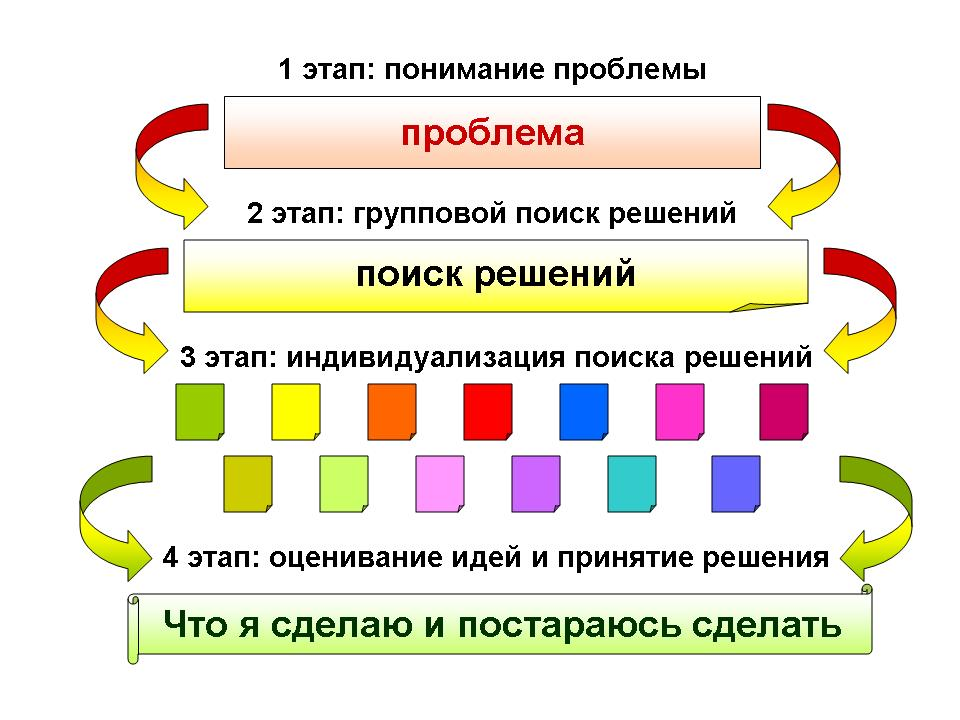 1 этап: понимание проблемы
проблема
2 этап: групповой поиск решений
поиск решений
3 этап: индивидуализация поиска решений
4 этап: оценивание идей и принятие решения
Что я сделаю и постараюсь сделать